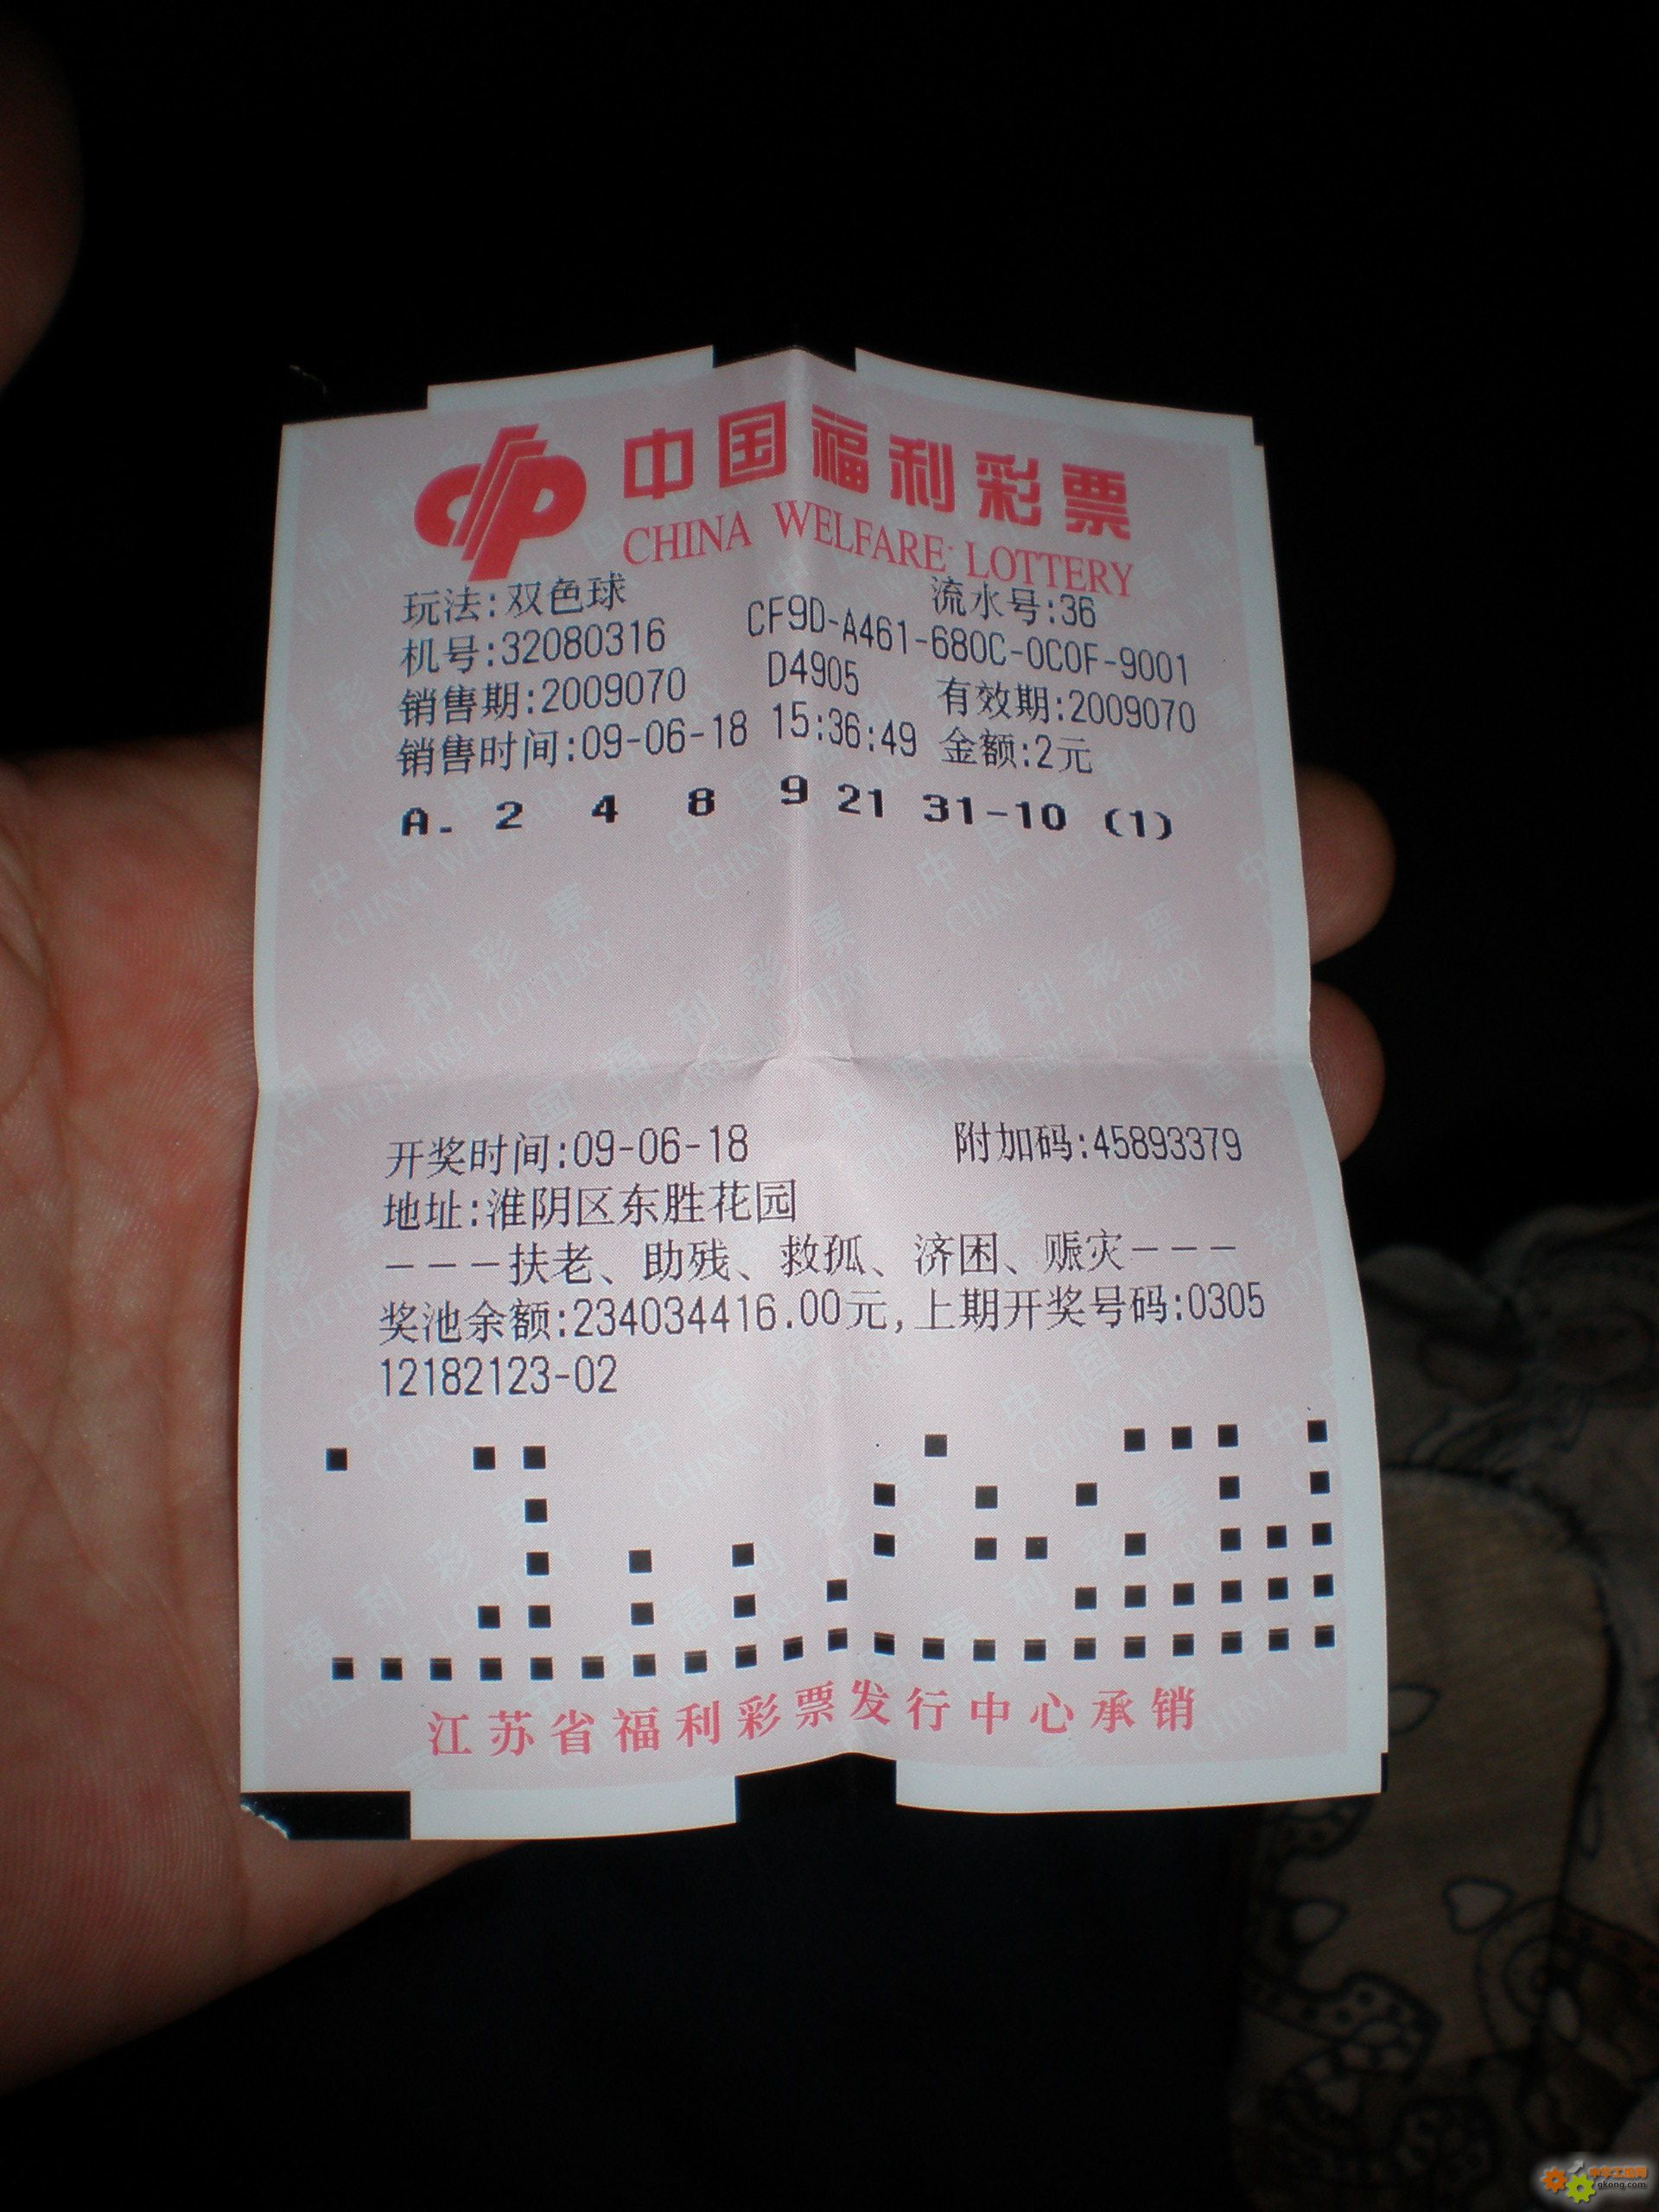 中国福利彩票
CHINA WELFARE LOTTERY
玩法:双色球 流水号:36
机号:32080316 CF9D-A461-680C-0C0F-9001
销售期:2009070 D4905 有效期:2009070
销售时间:09-06-18 15:36:49 金额:2元
A. 2 4 8 9 21 31-10 (1)
开奖时间:09-06-18 附加码:45893379
地址:淮阴区东胜花园
---扶老、助残、救孤、济困、赈灾---
奖池余额:234034416.00元,上期开奖号码:0305
12182123-02
江苏省福利彩票发行中心承销
gkong.com